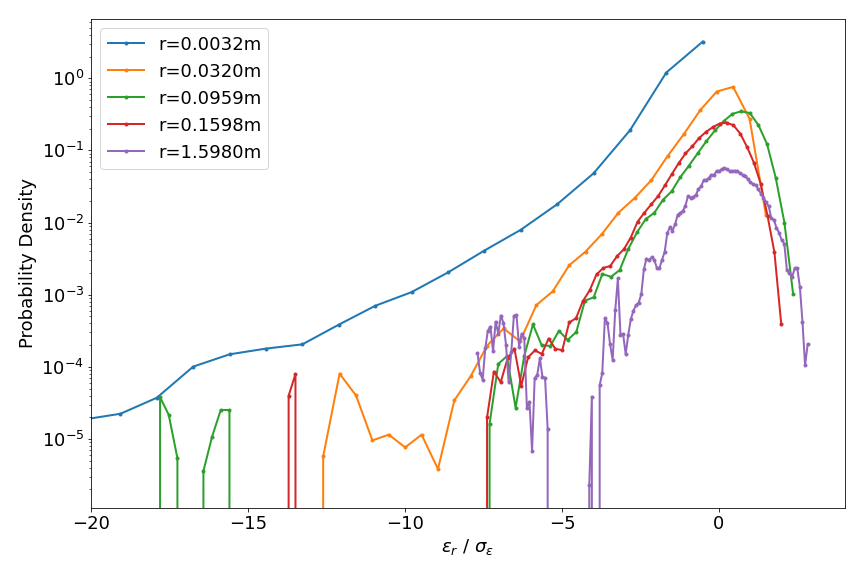 r=0.0032m
r=0.0320m
r=0.0959m
r=0.1598m
r=1.5980m
Probability Density
10⁰
10⁻¹
10⁻²
10⁻³
10⁻⁴
10⁻⁵
−20 −15 −10 −5 0
εᵣ / σ_ε